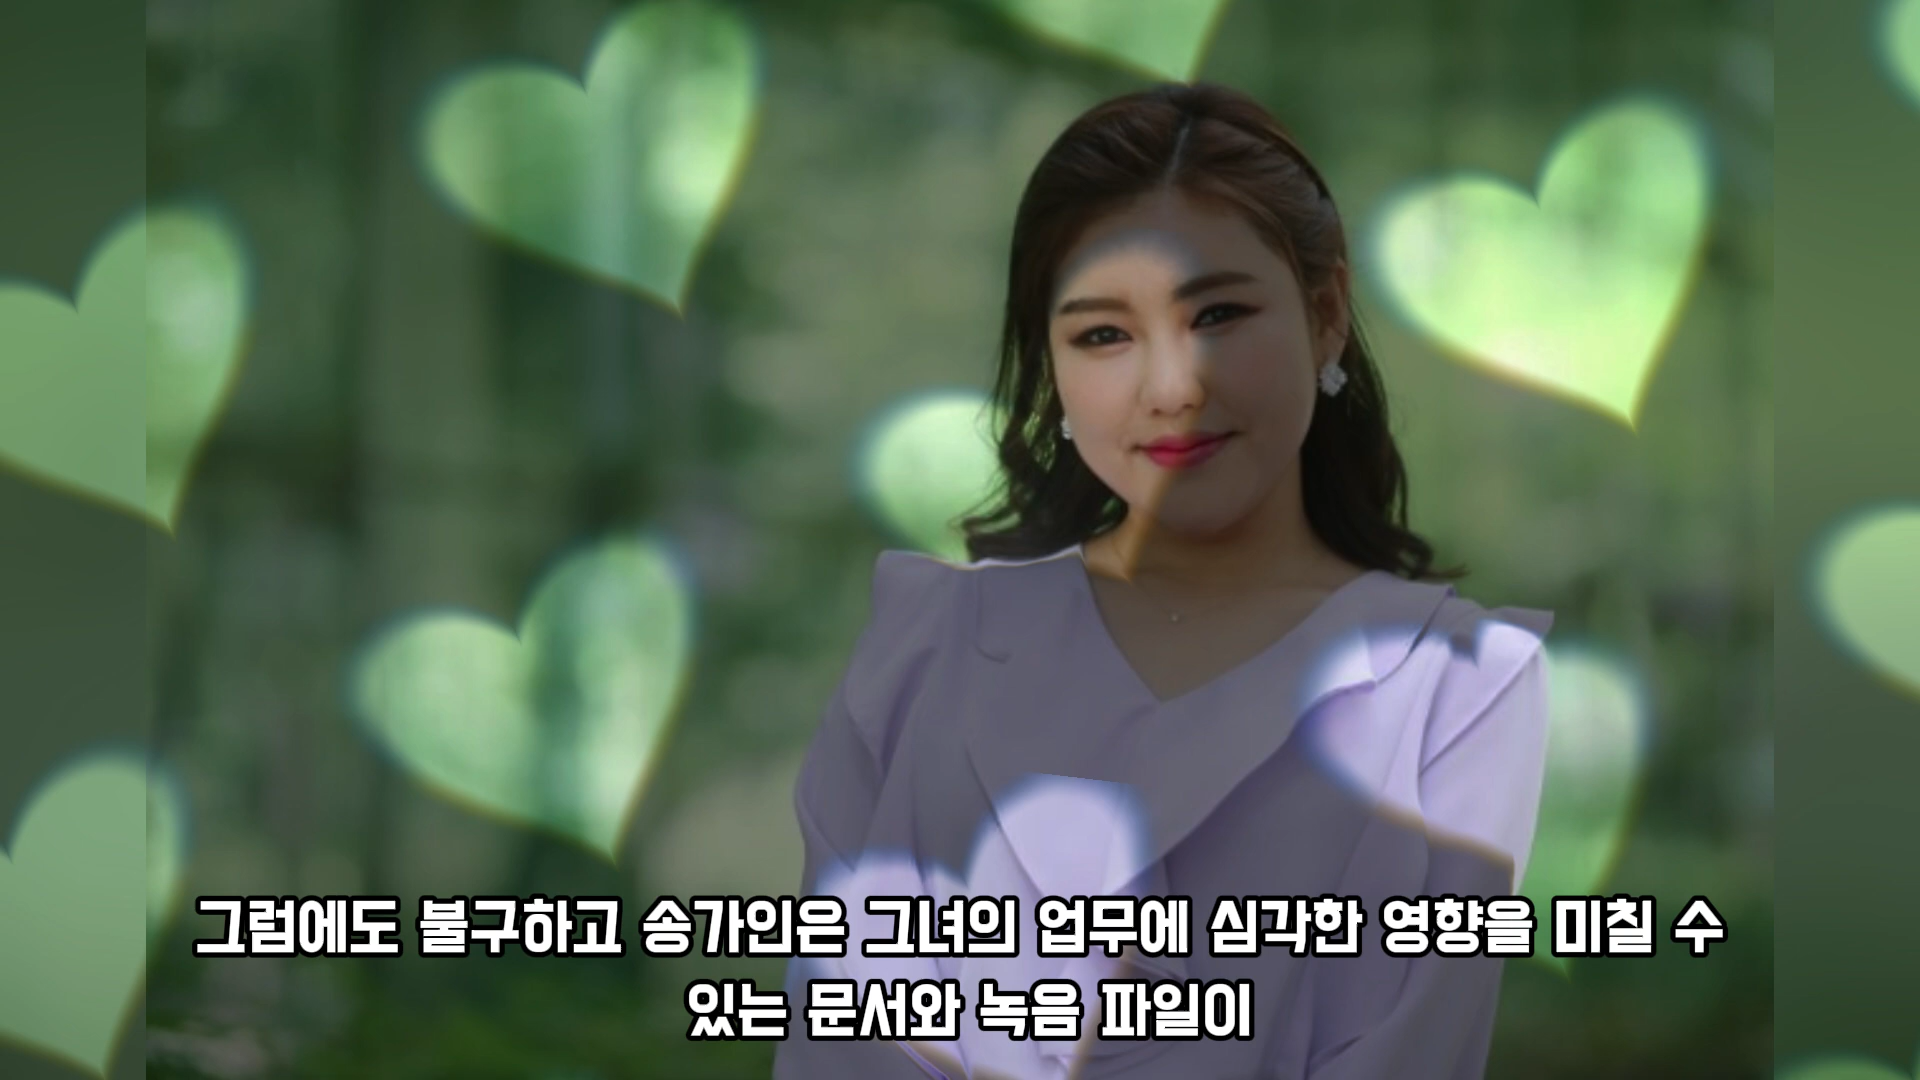 그럼에도 불구하고 송가인은 그녀의 업무에 심각한 영향을 미칠 수
있는 문서와 녹음 파일이